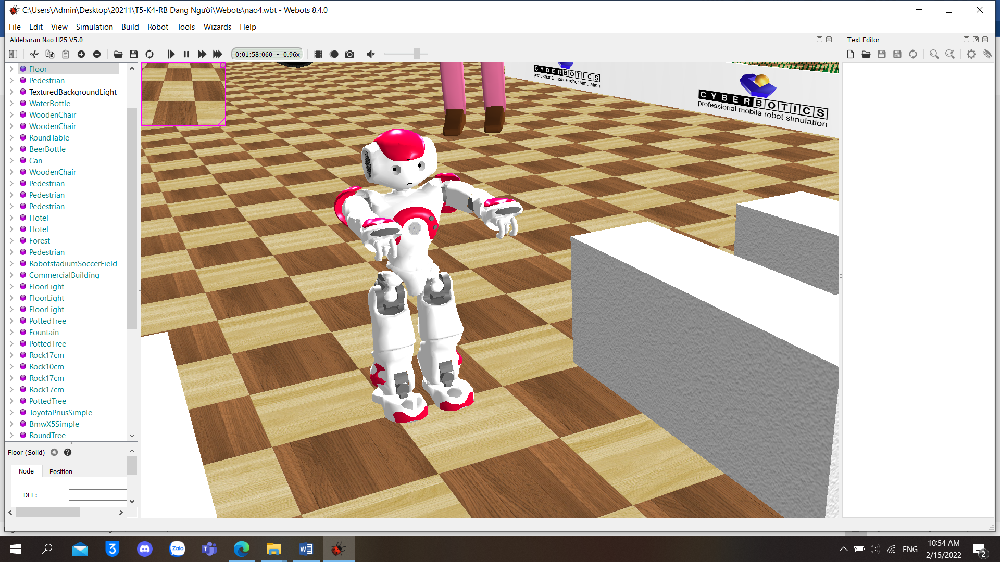 C:\Users\Admin\Desktop\20211\T5-K4-RB Dạng Người\Webots\nao4.wbt - Webots 8.4.0
File Edit View Simulation Build Robot Tools Wizards Help
Aldebaran Nao H25 V5.0
Text Editor
0:01:58:060 - 0.96x
Floor
Pedestrian
TexturedBackgroundLight
WaterBottle
WoodenChair
WoodenChair
RoundTable
BeerBottle
Can
WoodenChair
Pedestrian
Pedestrian
Pedestrian
Hotel
Hotel
Forest
Pedestrian
RobotstadiumSoccerField
CommercialBuilding
FloorLight
FloorLight
FloorLight
PottedTree
Fountain
PottedTree
Rock17cm
Rock10cm
Rock17cm
Rock17cm
PottedTree
ToyotaPriusSimple
BmwX5Simple
RoundTree
Floor (Solid)
Node Position
DEF:
CYBERBOTICS
professional mobile robot simulation
CYBERBOTICS
professional mobile robot simulation
Zalo
ENG
10:54 AM
2/15/2022
2